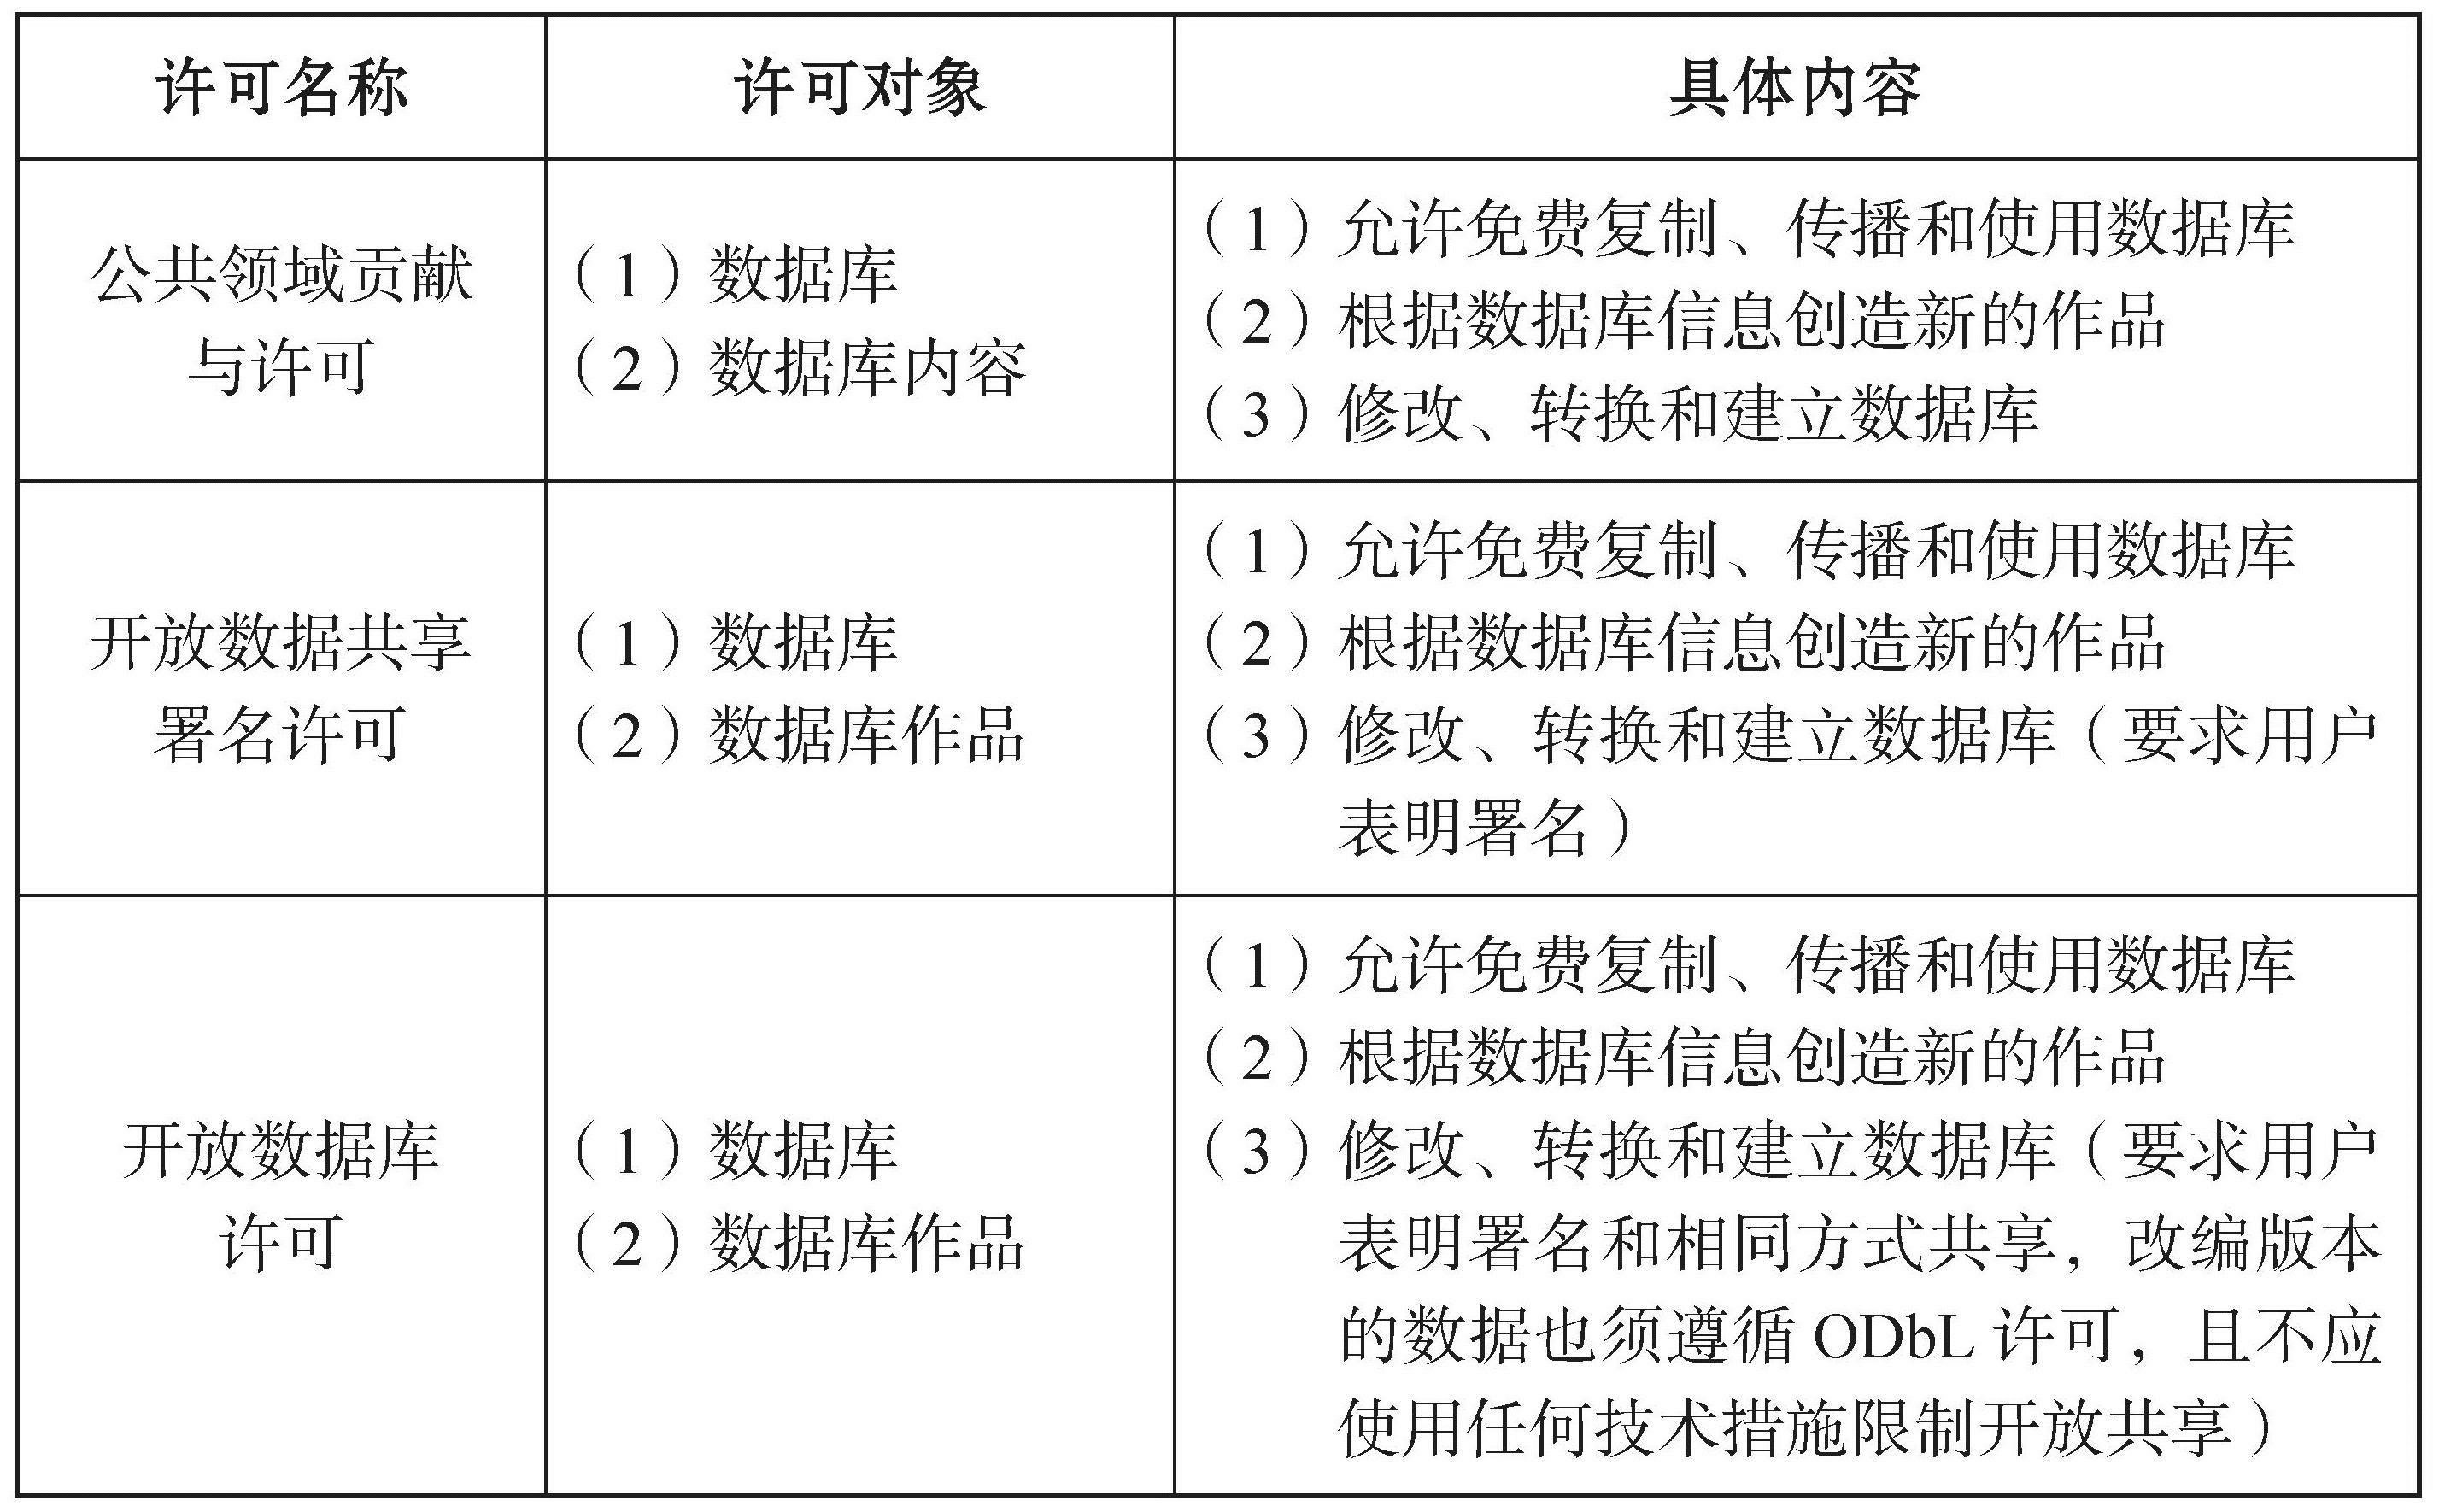 许可名称
许可对象
具体内容
公共领域贡献
与许可
（1）数据库
（2）数据库内容
（1）允许免费复制、传播和使用数据库
（2）根据数据库信息创造新的作品
（3）修改、转换和建立数据库
开放数据共享
署名许可
（1）数据库
（2）数据库作品
（1）允许免费复制、传播和使用数据库
（2）根据数据库信息创造新的作品
（3）修改、转换和建立数据库（要求用户
表明署名）
开放数据库
许可
（1）数据库
（2）数据库作品
（1）允许免费复制、传播和使用数据库
（2）根据数据库信息创造新的作品
（3）修改、转换和建立数据库（要求用户
表明署名和相同方式共享，改编版本
的数据也须遵循 ODbL 许可，且不应
使用任何技术措施限制开放共享）